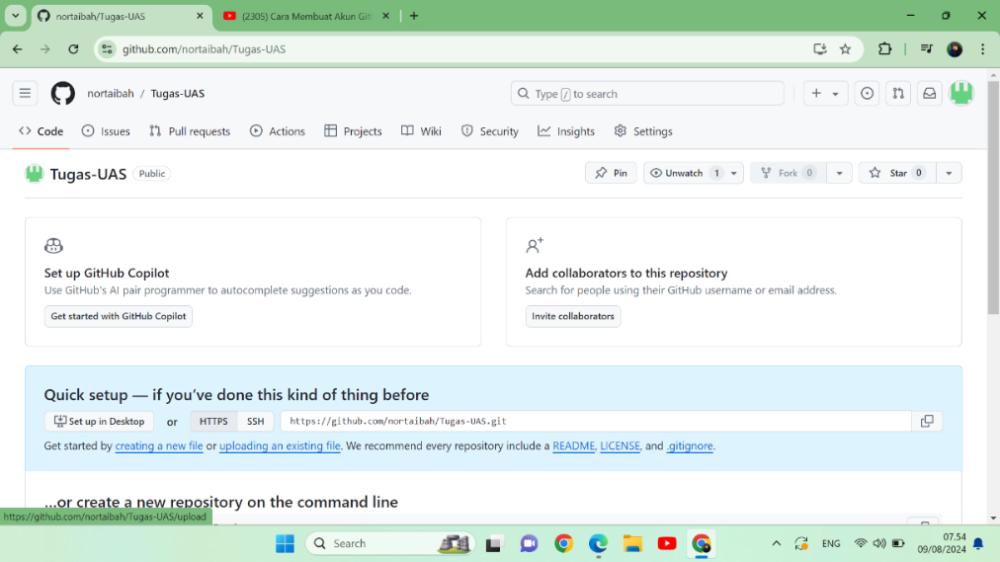 nortaibah/Tugas-UAS
(2305) Cara Membuat Akun Gitl
github.com/nortaibah/Tugas-UAS
nortaibah / Tugas-UAS
Type / to search
Code Issues Pull requests Actions Projects Wiki Security Insights Settings
Tugas-UAS Public
Pin Unwatch 1 Fork 0 Star 0
Set up GitHub Copilot
Use GitHub's AI pair programmer to autocomplete suggestions as you code.
Get started with GitHub Copilot
Add collaborators to this repository
Search for people using their GitHub username or email address.
Invite collaborators
Quick setup — if you've done this kind of thing before
Set up in Desktop or HTTPS SSH https://github.com/nortaibah/Tugas-UAS.git
Get started by creating a new file or uploading an existing file. We recommend every repository include a README, LICENSE, and .gitignore.
...or create a new repository on the command line
https://github.com/nortaibah/Tugas-UAS/upload
Search
ENG
07.54
09/08/2024